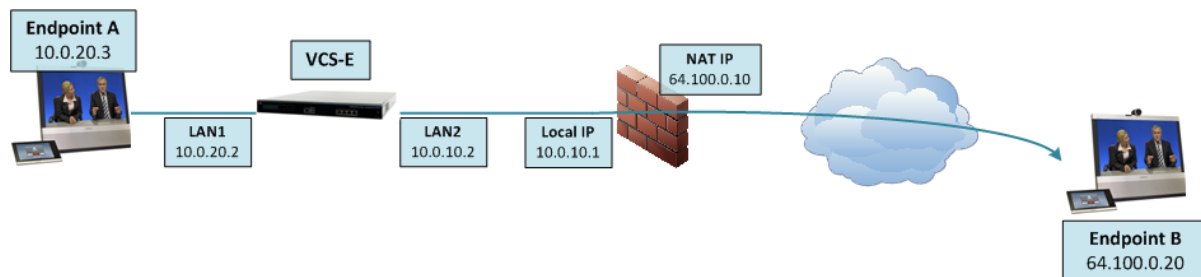 Endpoint A
10.0.20.3
VCS-E
NAT IP
64.100.0.10
LAN1
10.0.20.2
LAN2
10.0.10.2
Local IP
10.0.10.1
Endpoint B
64.100.0.20